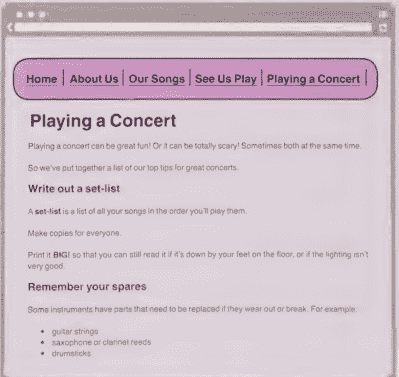 Home | About Us | Our Songs | See Us Play | Playing a Concert |
Playing a Concert
Playing a concert can be great fun! Or it can be totally scary! Sometimes both at the same time.
So we've put together a list of our top tips for great concerts.
Write out a set-list
A set-list is a list of all your songs in the order you'll play them.
Make copies for everyone.
Print it BIG! so that you can still read it if it's down by your feet on the floor, or if the lighting isn't
very good.
Remember your spares
Some instruments have parts that need to be replaced if they wear out or break. For example:
• guitar strings
• saxophone or clarinet reeds
• drumsticks